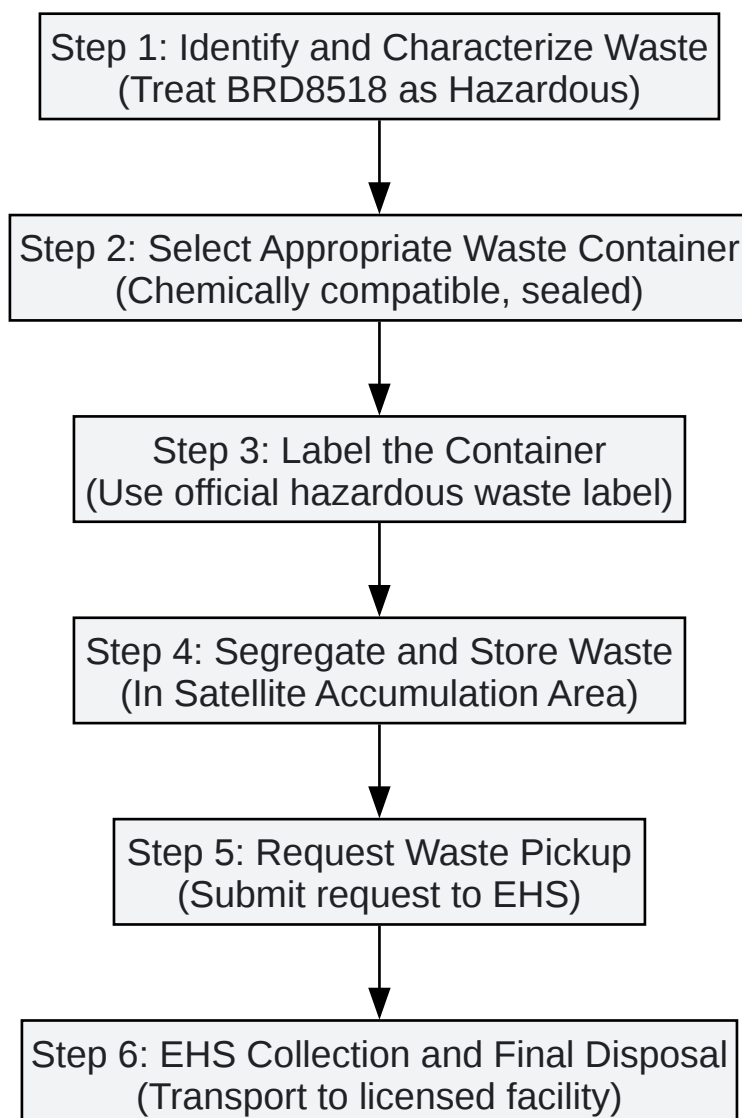 Step 1: Identify and Characterize Waste
(Treat BRD8518 as Hazardous)
Step 2: Select Appropriate Waste Container
(Chemically compatible, sealed)
Step 3: Label the Container
(Use official hazardous waste label)
Step 4: Segregate and Store Waste
(In Satellite Accumulation Area)
Step 5: Request Waste Pickup
(Submit request to EHS)
Step 6: EHS Collection and Final Disposal
(Transport to licensed facility)